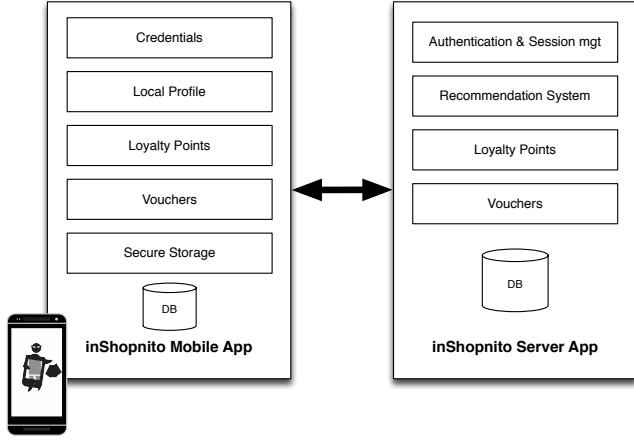 Credentials
Local Profile
Loyalty Points
Vouchers
Secure Storage
DB
inShopnito Mobile App
Authentication & Session mgt
Recommendation System
Loyalty Points
Vouchers
DB
inShopnito Server App